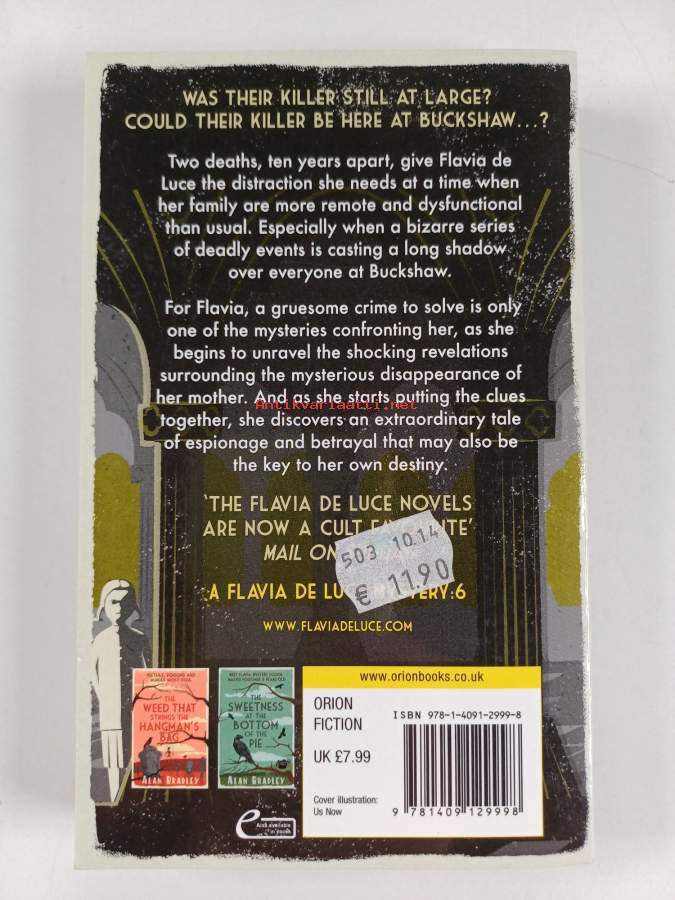 WAS THEIR KILLER STILL AT LARGE?
COULD THEIR KILLER BE HERE AT BUCKSHAW...?
Two deaths, ten years apart, give Flavia de
Luce the distraction she needs at a time when
her family are more remote and dysfunctional
than usual. Especially when a bizarre series
of deadly events is casting a long shadow
over everyone at Buckshaw.
For Flavia, a gruesome crime to solve is only
one of the mysteries confronting her, as she
begins to unravel the shocking revelations
surrounding the mysterious disappearance of
her mother. And as she starts putting the clues
Antikvariaatti.net
together, she discovers an extraordinary tale
of espionage and betrayal that may also be
the key to her own destiny.
'THE FLAVIA DE LUCE NOVELS
ARE NOW A CULT
MAIL ON
503 10.14
€ 11.90
A FLAVIA DE :6
WWW.FLAVIADELUCE.COM
THE
WEED THAT
STRINGS THE
HANGMAN'S
BAG
ALAN BRADLEY
THE
SWEETNESS
AT THE
BOTTOM
OF THE
PIE
ALAN BRADLEY
e
Also available
in ebook
www.orionbooks.co.uk
ORION
FICTION
UK £7.99
Cover illustration:
Us Now
ISBN 978-1-4091-2999-8
9 781409 129998